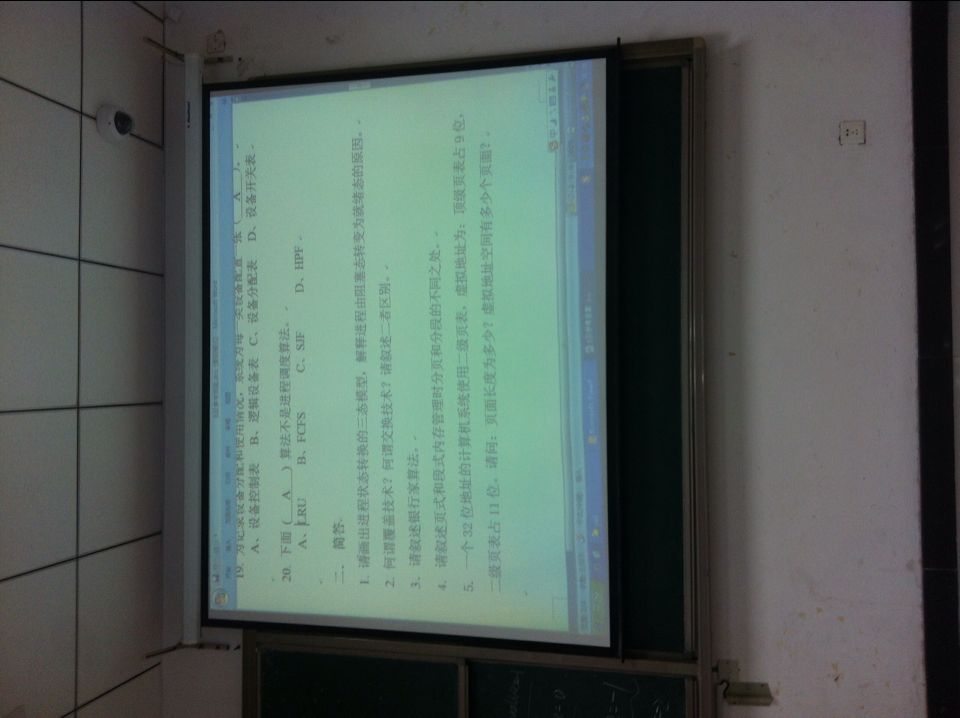 Microsoft Word
19. 为记录设备分配和使用情况，系统为每一类设备配置一张（ A ）。
A、设备控制表 B、逻辑设备表 C、设备分配表 D、设备开关表
20. 下面（ A ）算法不是进程调度算法。
A、LRU B、FCFS C、SJF D、HPF
二． 简答
1. 请画出进程状态转换的三态模型，解释进程由阻塞态转变为就绪态的原因。
2. 何谓覆盖技术？何谓交换技术？请叙述二者区别。
3. 请叙述银行家算法。
4. 请叙述页式和段式内存管理时分页和分段的不同之处。
5. 一个 32 位地址的计算机系统使用二级页表，虚拟地址为：顶级页表占 9 位，
二级页表占 11 位。请问：页面长度为多少？虚拟地址空间有多少个页面？